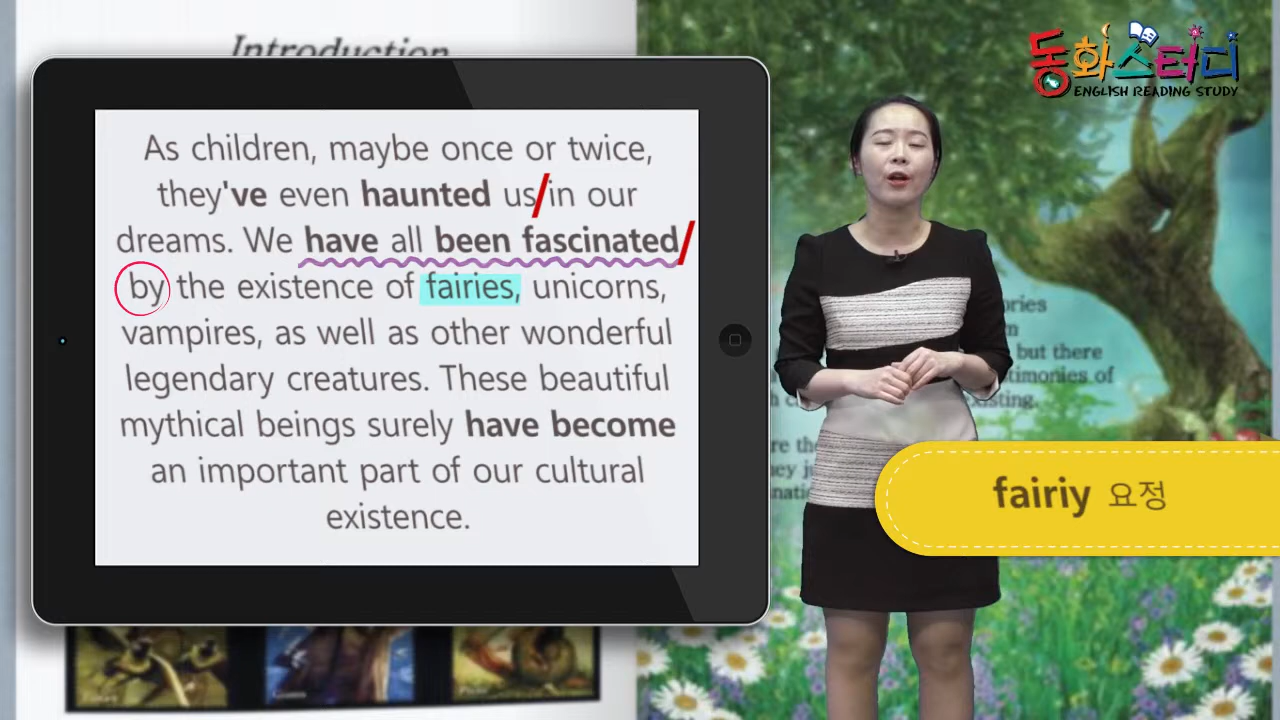 Introduction
As children, maybe once or twice,
they've even haunted us/in our
dreams. We have all been fascinated/
by the existence of fairies, unicorns,
vampires, as well as other wonderful
legendary creatures. These beautiful
mythical beings surely have become
an important part of our cultural
existence.
동화스터디
ENGLISH READING STUDY
but there
existing.
fairiy 요정